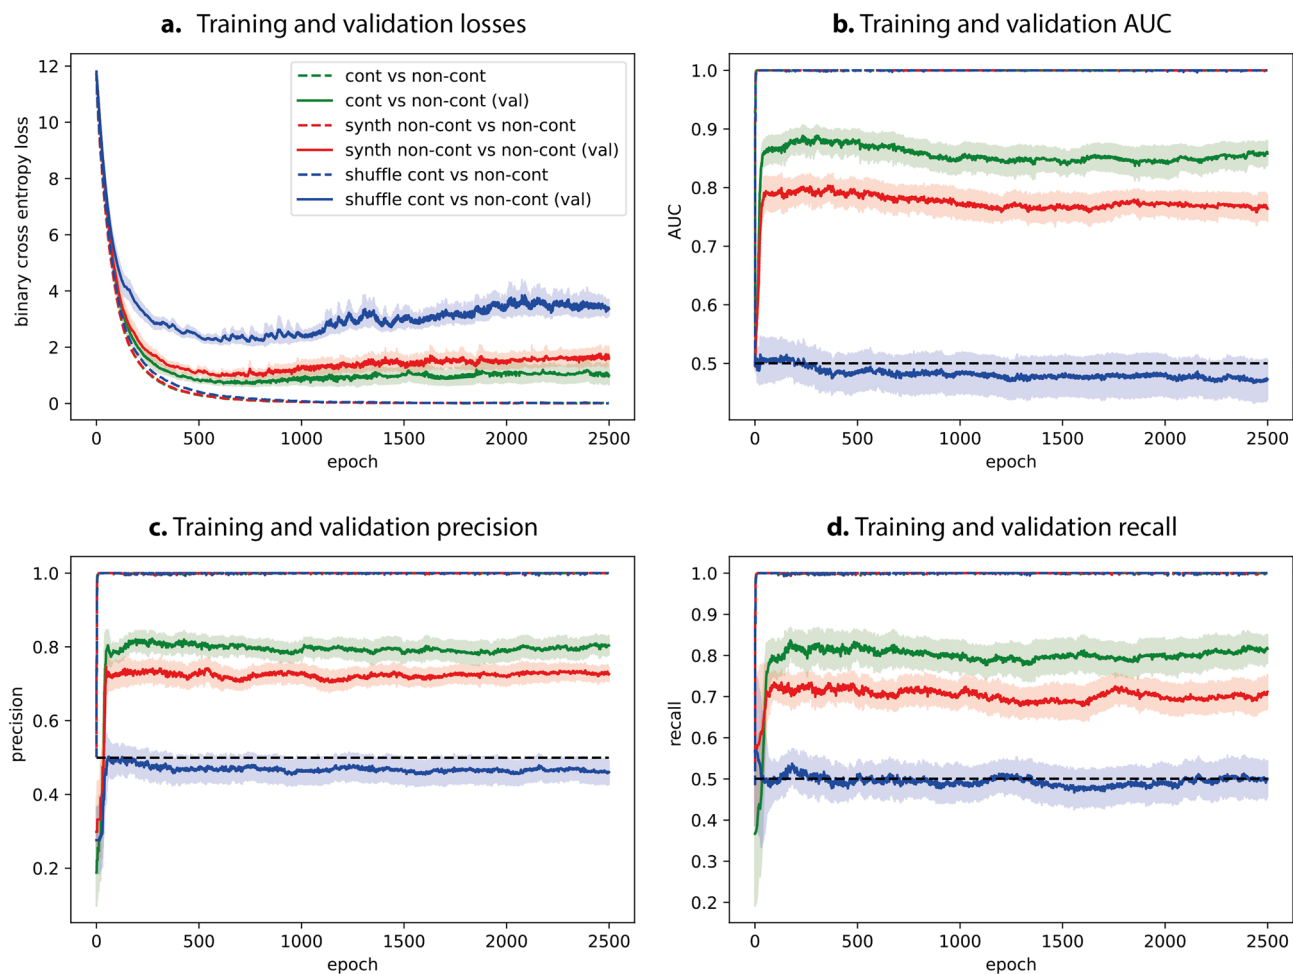 a. Training and validation losses
12
10
8
6
4
2
0
binary cross entropy loss
cont vs non-cont
cont vs non-cont (val)
synth non-cont vs non-cont
synth non-cont vs non-cont (val)
shuffle cont vs non-cont
shuffle cont vs non-cont (val)
0 500 1000 1500 2000 2500
epoch
b. Training and validation AUC
1.0
0.9
0.8
0.7
0.6
0.5
AUC
0 500 1000 1500 2000 2500
epoch
c. Training and validation precision
1.0
0.8
0.6
0.4
0.2
precision
0 500 1000 1500 2000 2500
epoch
d. Training and validation recall
1.0
0.9
0.8
0.7
0.6
0.5
0.4
0.3
0.2
recall
0 500 1000 1500 2000 2500
epoch